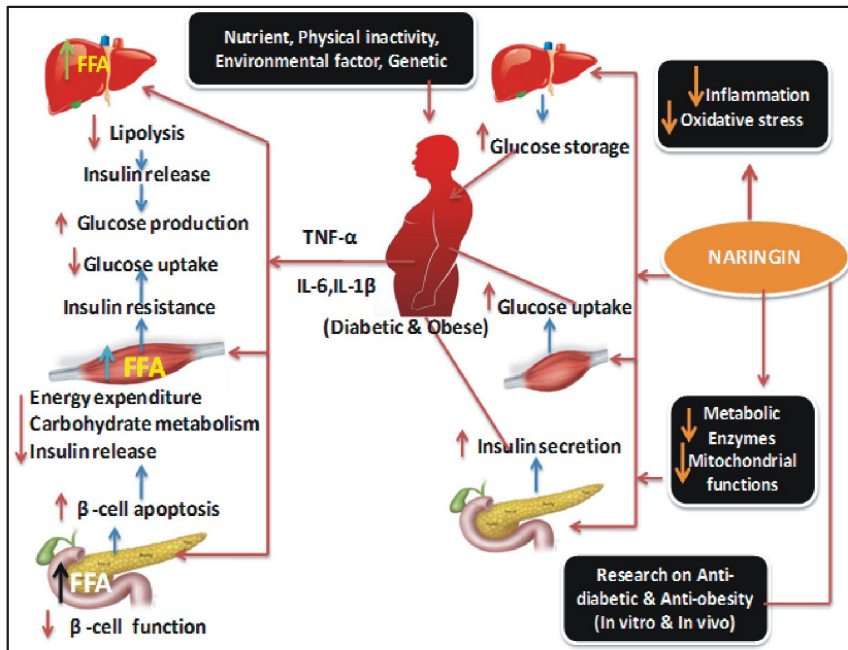 Nutrient, Physical inactivity,
Environmental factor, Genetic
FFA
Lipolysis
Insulin release
Glucose production
Glucose uptake
Insulin resistance
FFA
Energy expenditure
Carbohydrate metabolism
Insulin release
β-cell apoptosis
FFA
β-cell function
TNF-α
IL-6,IL-1β
(Diabetic & Obese)
Glucose storage
Glucose uptake
Insulin secretion
Inflammation
Oxidative stress
NARINGIN
Metabolic
Enzymes
Mitochondrial
functions
Research on Anti-
diabetic & Anti-obesity
(In vitro & In vivo)